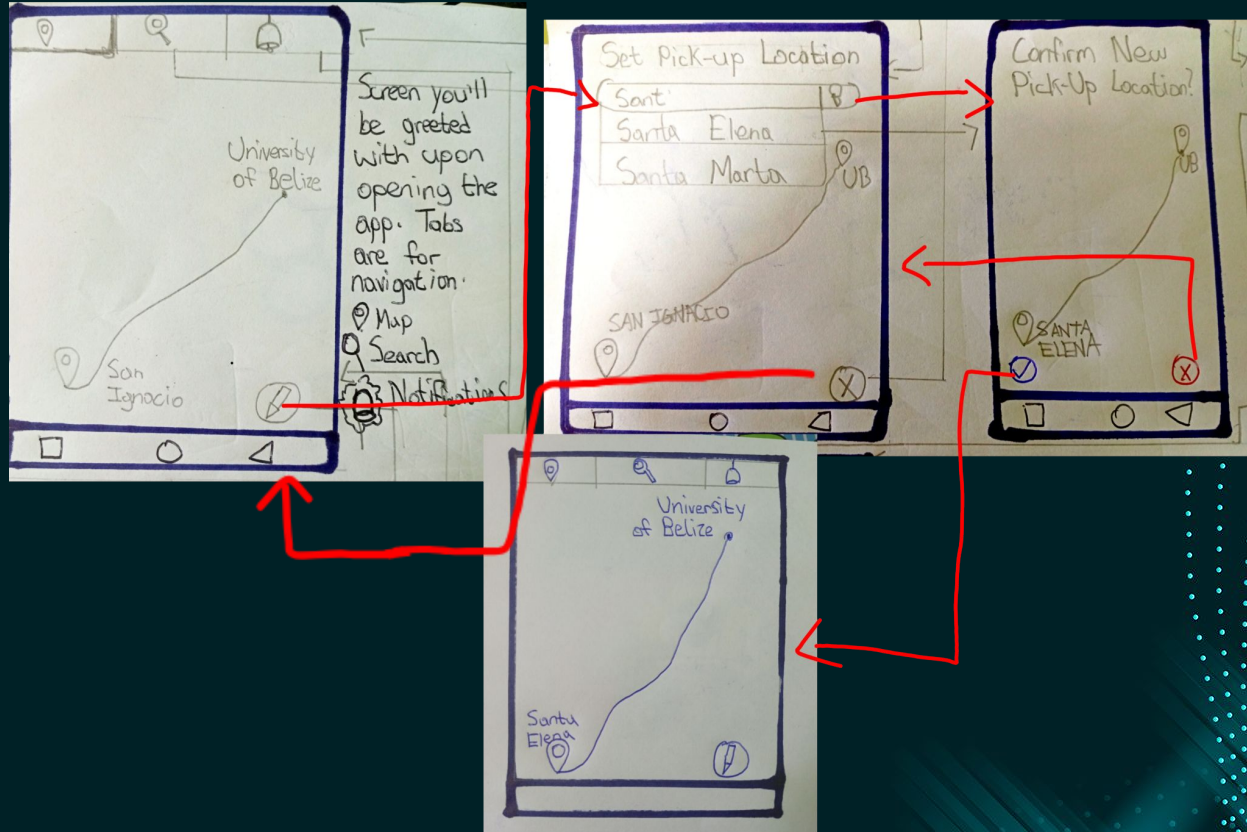 University
of Belize
San
Ignacio
Screen you'll
be greeted
with upon
opening the
app. Tabs
are for
navigation.
Map
Search
Notifications
Set Pick-up Location
Sant
Santa Elena
Santa Marta
UB
SAN IGNACIO
X
Confirm New
Pick-Up Location?
UB
SANTA
ELENA
X
University
of Belize
Santa
Elena